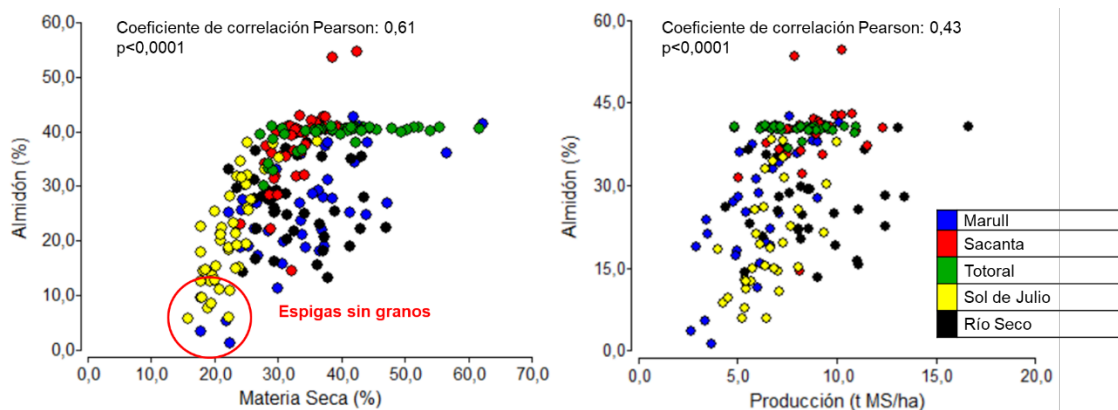 Coeficiente de correlación Pearson: 0,61
p<0,0001
60,0
50,0
40,0
30,0
20,0
10,0
0,0
Almidón (%)
Espigas sin granos
0,0
10,0
20,0
30,0
40,0
50,0
60,0
70,0
Materia Seca (%)
Coeficiente de correlación Pearson: 0,43
p<0,0001
60,0
45,0
30,0
15,0
0,0
Almidón (%)
0,0
5,0
10,0
15,0
20,0
Producción (t MS/ha)
Marull
Sacanta
Totoral
Sol de Julio
Río Seco